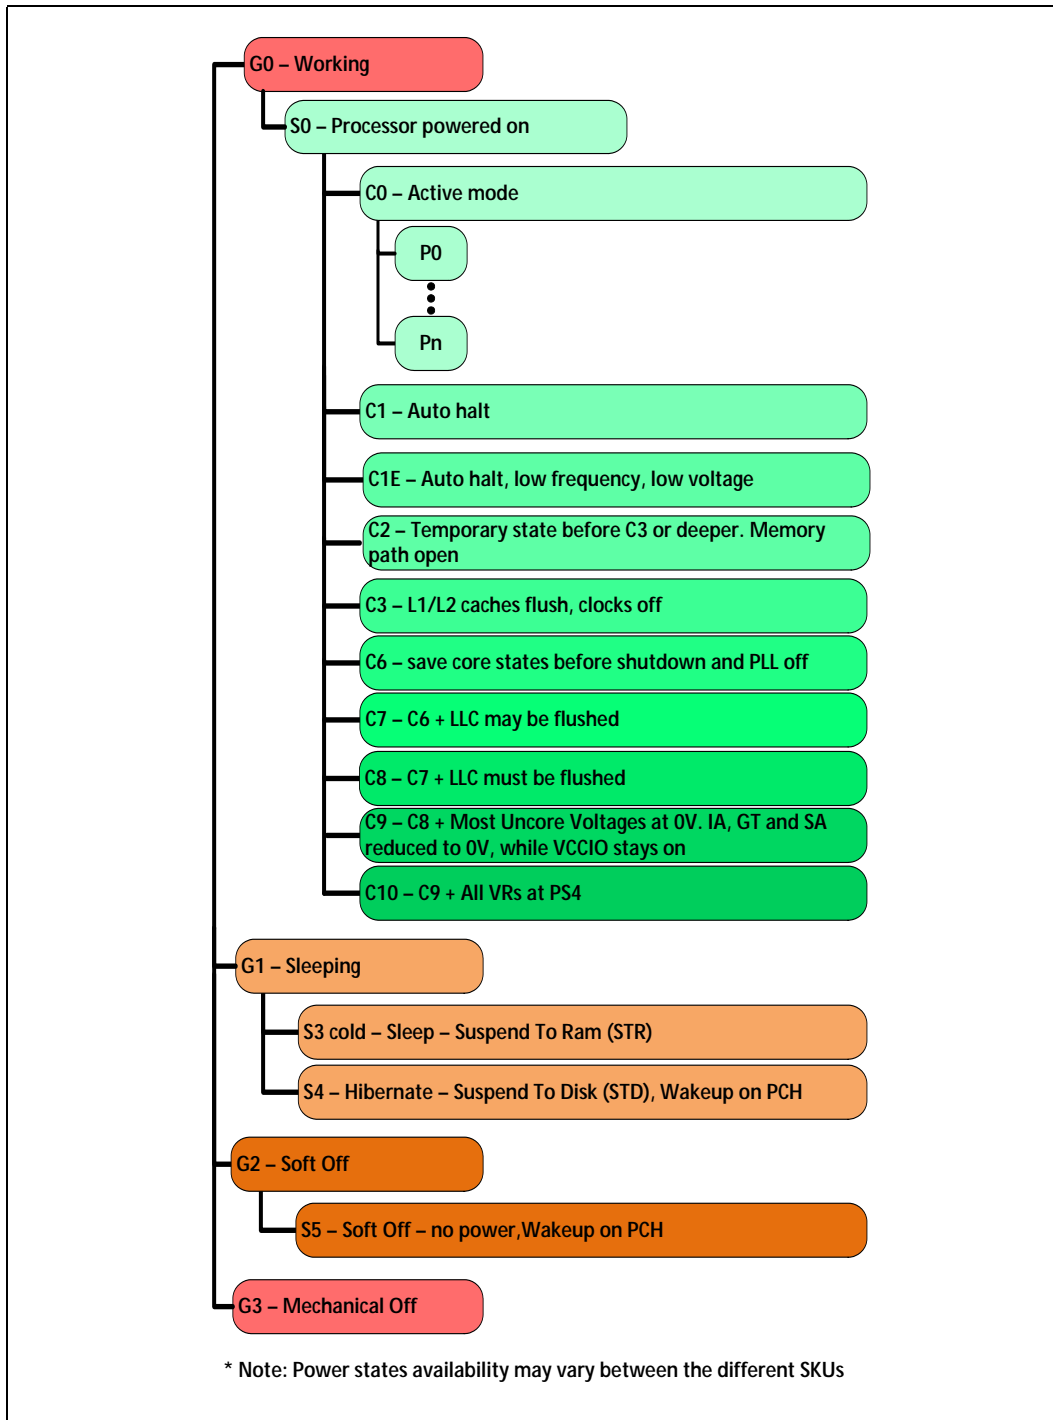 G0 – Working
S0 – Processor powered on
C0 – Active mode
P0
Pn
C1 – Auto halt
C1E – Auto halt, low frequency, low voltage
C2 – Temporary state before C3 or deeper. Memory
path open
C3 – L1/L2 caches flush, clocks off
C6 – save core states before shutdown and PLL off
C7 – C6 + LLC may be flushed
C8 – C7 + LLC must be flushed
C9 – C8 + Most Uncore Voltages at 0V. IA, GT and SA
reduced to 0V, while VCCIO stays on
C10 – C9 + All VRs at PS4
G1 – Sleeping
S3 cold – Sleep – Suspend To Ram (STR)
S4 – Hibernate – Suspend To Disk (STD), Wakeup on PCH
G2 – Soft Off
S5 – Soft Off – no power,Wakeup on PCH
G3 – Mechanical Off
* Note: Power states availability may vary between the different SKUs